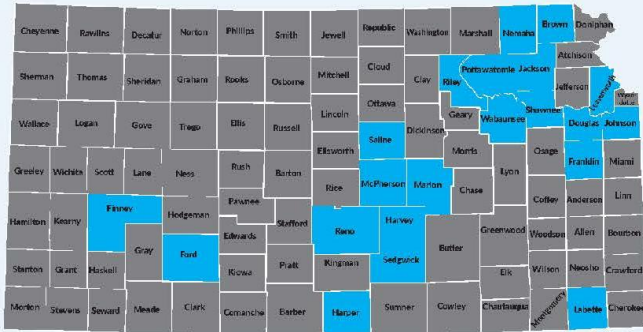 Cheyenne
Rawlins
Decatur
Norton
Phillips
Smith
Jewell
Republic
Washington
Marshall
Nemaha
Brown
Doniphan
Sherman
Thomas
Sheridan
Graham
Rooks
Osborne
Mitchell
Cloud
Clay
Riley
Pottawatomie
Jackson
Atchison
Jefferson
Leavenworth
Wallace
Logan
Gove
Trego
Ellis
Russell
Lincoln
Ottawa
Saline
Dickinson
Geary
Wabaunsee
Shawnee
Douglas
Johnson
Greeley
Wichita
Scott
Lane
Ness
Rush
Barton
Ellsworth
Rice
McPherson
Marion
Morris
Chase
Lyon
Osage
Franklin
Miami
Hamilton
Kearny
Finney
Hodgeman
Pawnee
Edwards
Stafford
Reno
Harvey
Sedgwick
Butler
Greenwood
Coffey
Anderson
Linn
Woodson
Allen
Bourbon
Stanton
Grant
Haskell
Gray
Ford
Kiowa
Pratt
Kingman
Elk
Wilson
Neosho
Crawford
Morton
Stevens
Seward
Meade
Clark
Comanche
Barber
Harper
Sumner
Cowley
Chautauqua
Montgomery
Labette
Cherokee